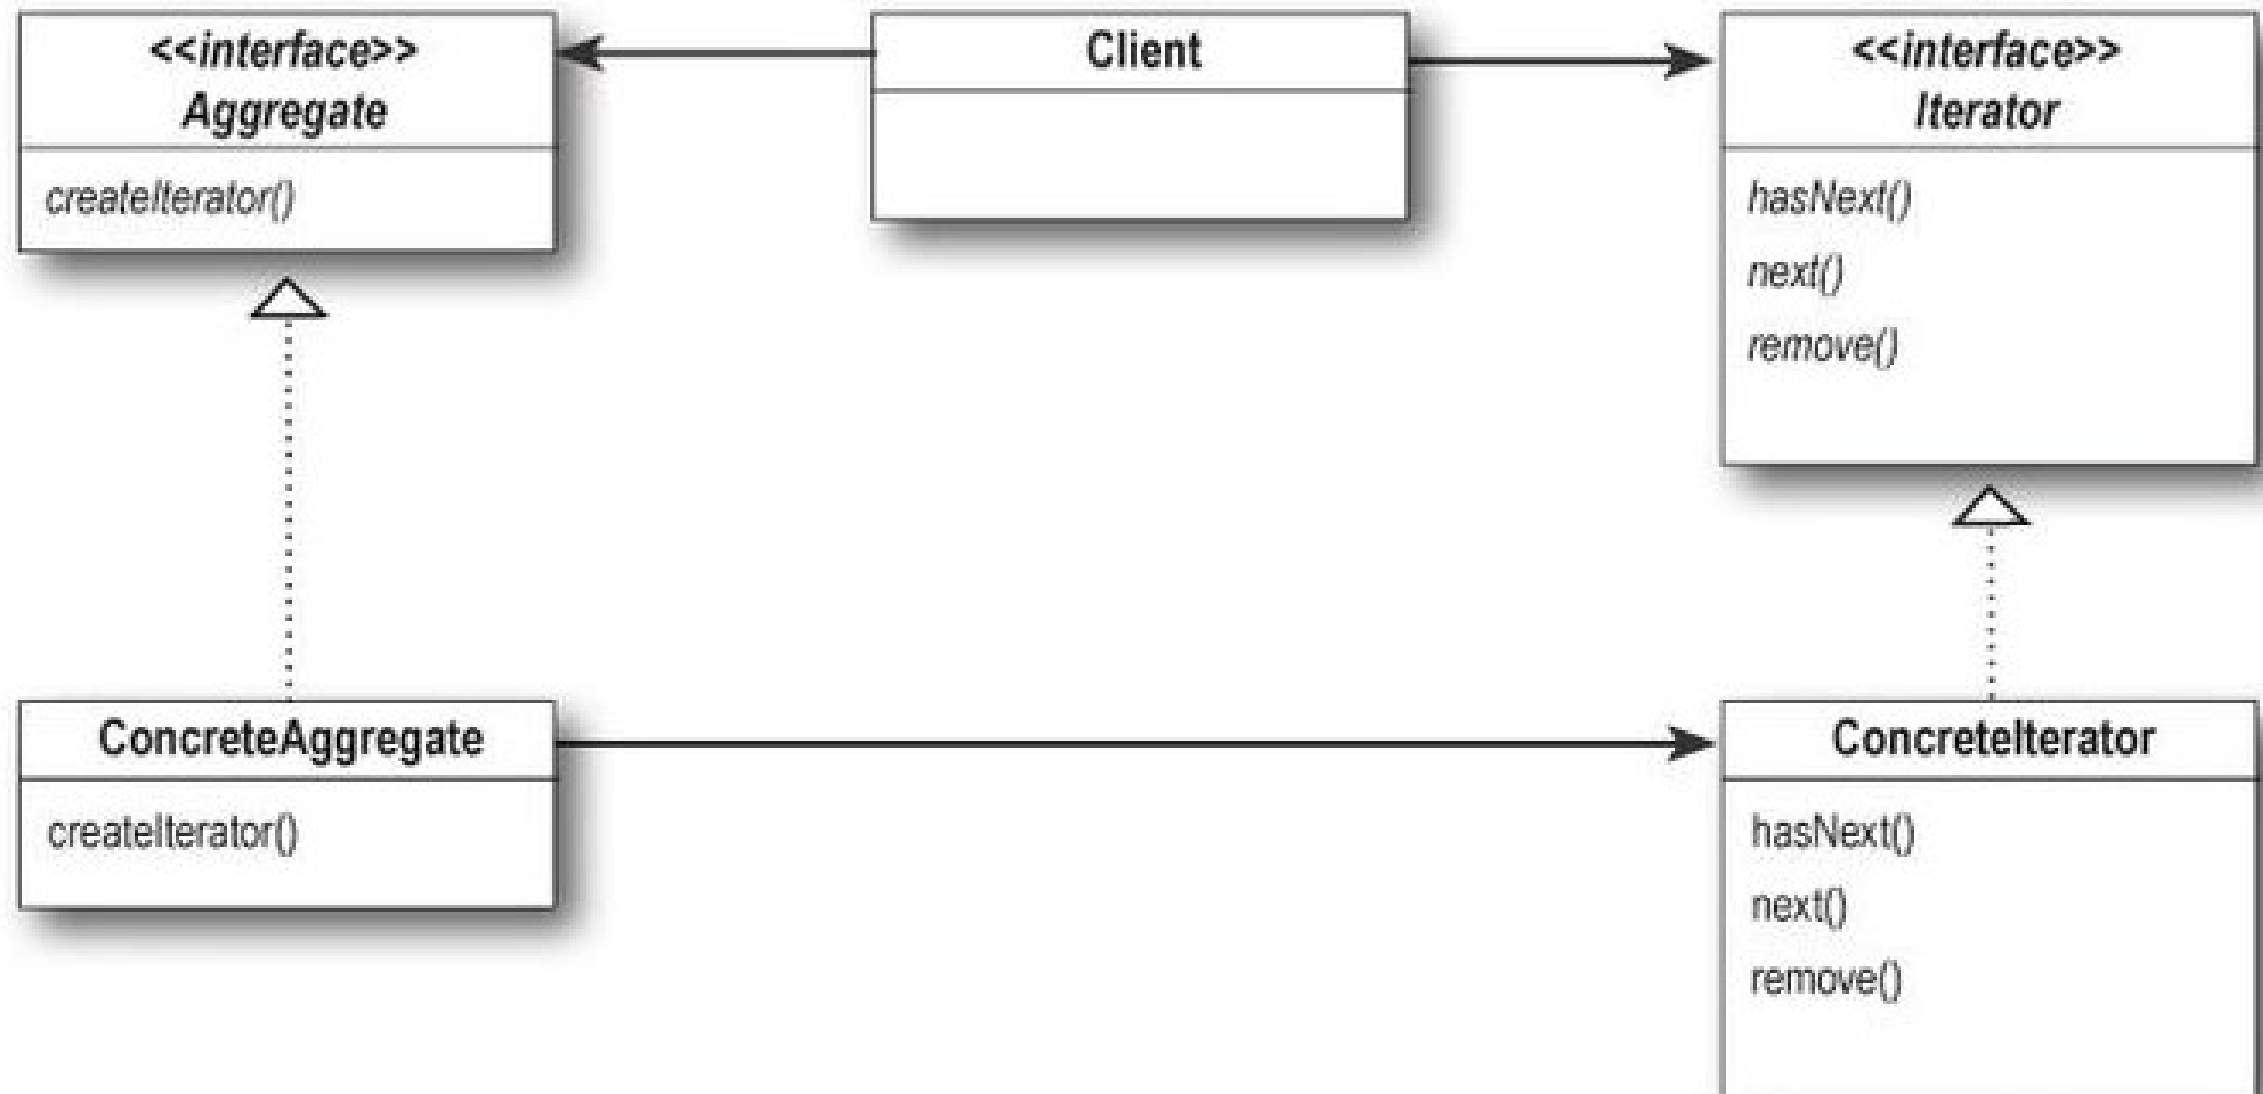 <<interface>>
Aggregate
createIterator()
Client
<<interface>>
Iterator
hasNext()
next()
remove()
ConcreteAggregate
createIterator()
ConcreteIterator
hasNext()
next()
remove()